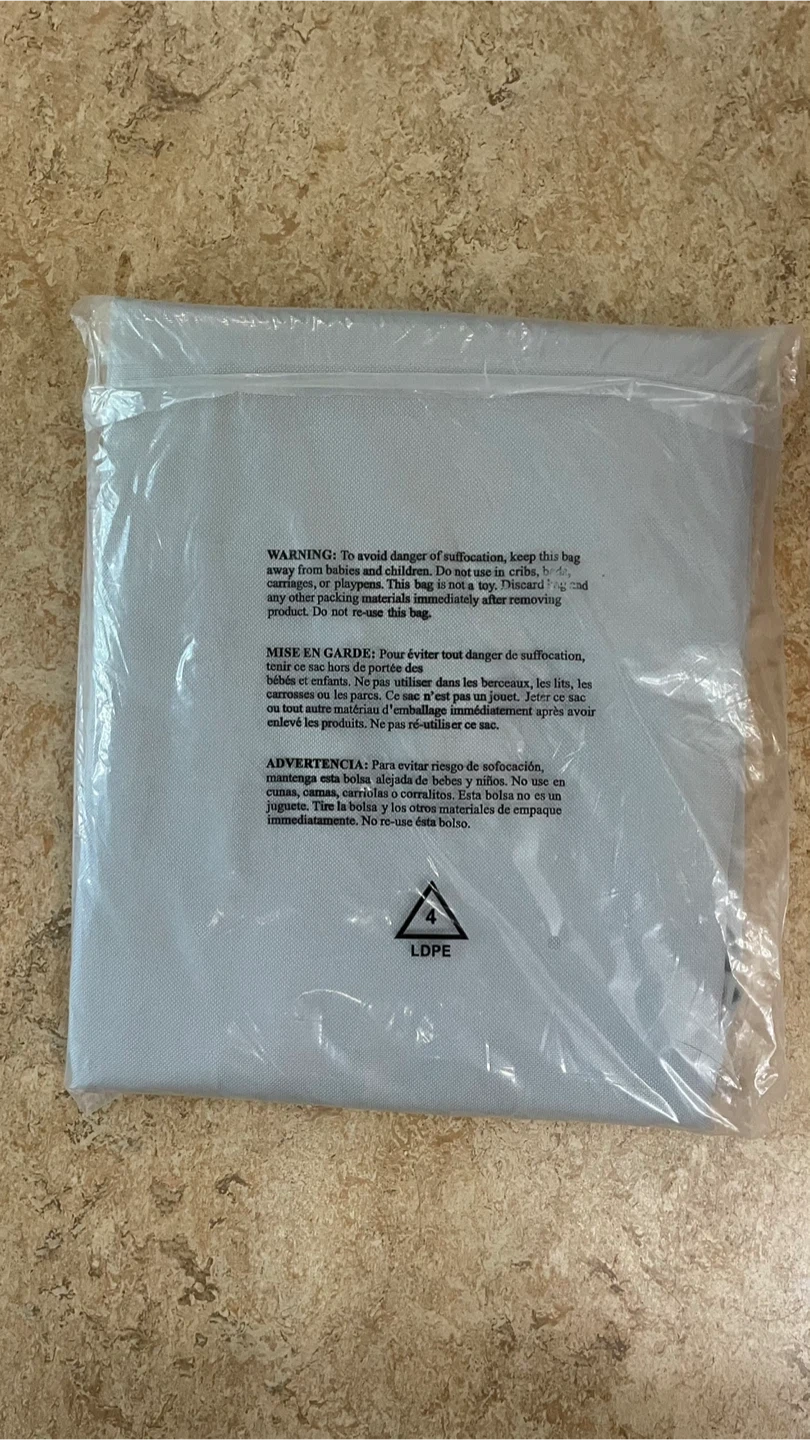 WARNING: To avoid danger of suffocation, keep this bag
away from babies and children. Do not use in cribs,
carriages, or playpens. This bag is not a toy. Discard and
any other packing materials immediately after removing
product. Do not re-use this bag.
MISE EN GARDE: Pour éviter tout danger de suffocation,
tenir ce sac hors de portée des
bébés et enfants. Ne pas utiliser dans les berceaux, les lits, les
carrosses ou les parcs. Ce sac n'est pas un jouet. Jeter ce sac
ou tout autre matériau d'emballage immédiatement après avoir
enlevé les produits. Ne pas ré-utiliser ce sac.
ADVERTENCIA: Para evitar riesgo de sofocación,
mantenga esta bolsa alejada de bebes y niños. No use en
cunas, camas, carriolas o corralitos. Esta bolsa no es un
juguete. Tire la bolsa y los otros materiales de empaque
immediatamente. No re-use ésta bolso.
4
LDPE